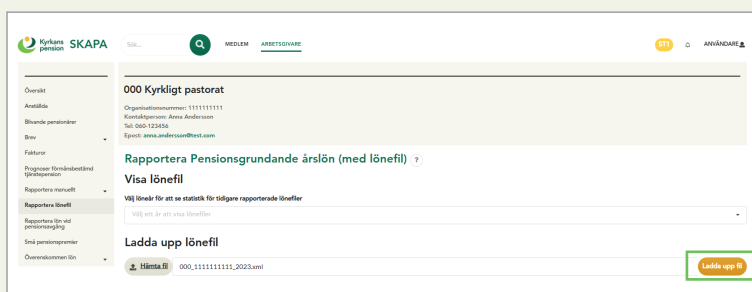 Kyrkans pension SKAPA
Sök...
MEDLEM
ARBETSGIVARE
ST1
ANVÄNDARE
Översikt
Anställda
Blivande pensionärer
Brev
Fakturor
Prognoser förmånsbestämd
tjänstepension
Rapportera manuellt
Rapportera lönefil
Rapportera lön vid
pensionsavgång
Små pensionspremier
Överenskommen lön
000 Kyrkligt pastorat
Organisationsnummer: 1111111111
Kontaktperson: Anna Andersson
Tel: 060-123456
Epost: anna.andersson@test.com
Rapportera Pensionsgrundande årslön (med lönefil) ?
Visa lönefil
Välj löneår för att se statistik för tidigare rapporterade lönefiler
Välj ett år att visa lönefiler
Ladda upp lönefil
Hämta fil
000_1111111111_2023.xml
Ladda upp fil